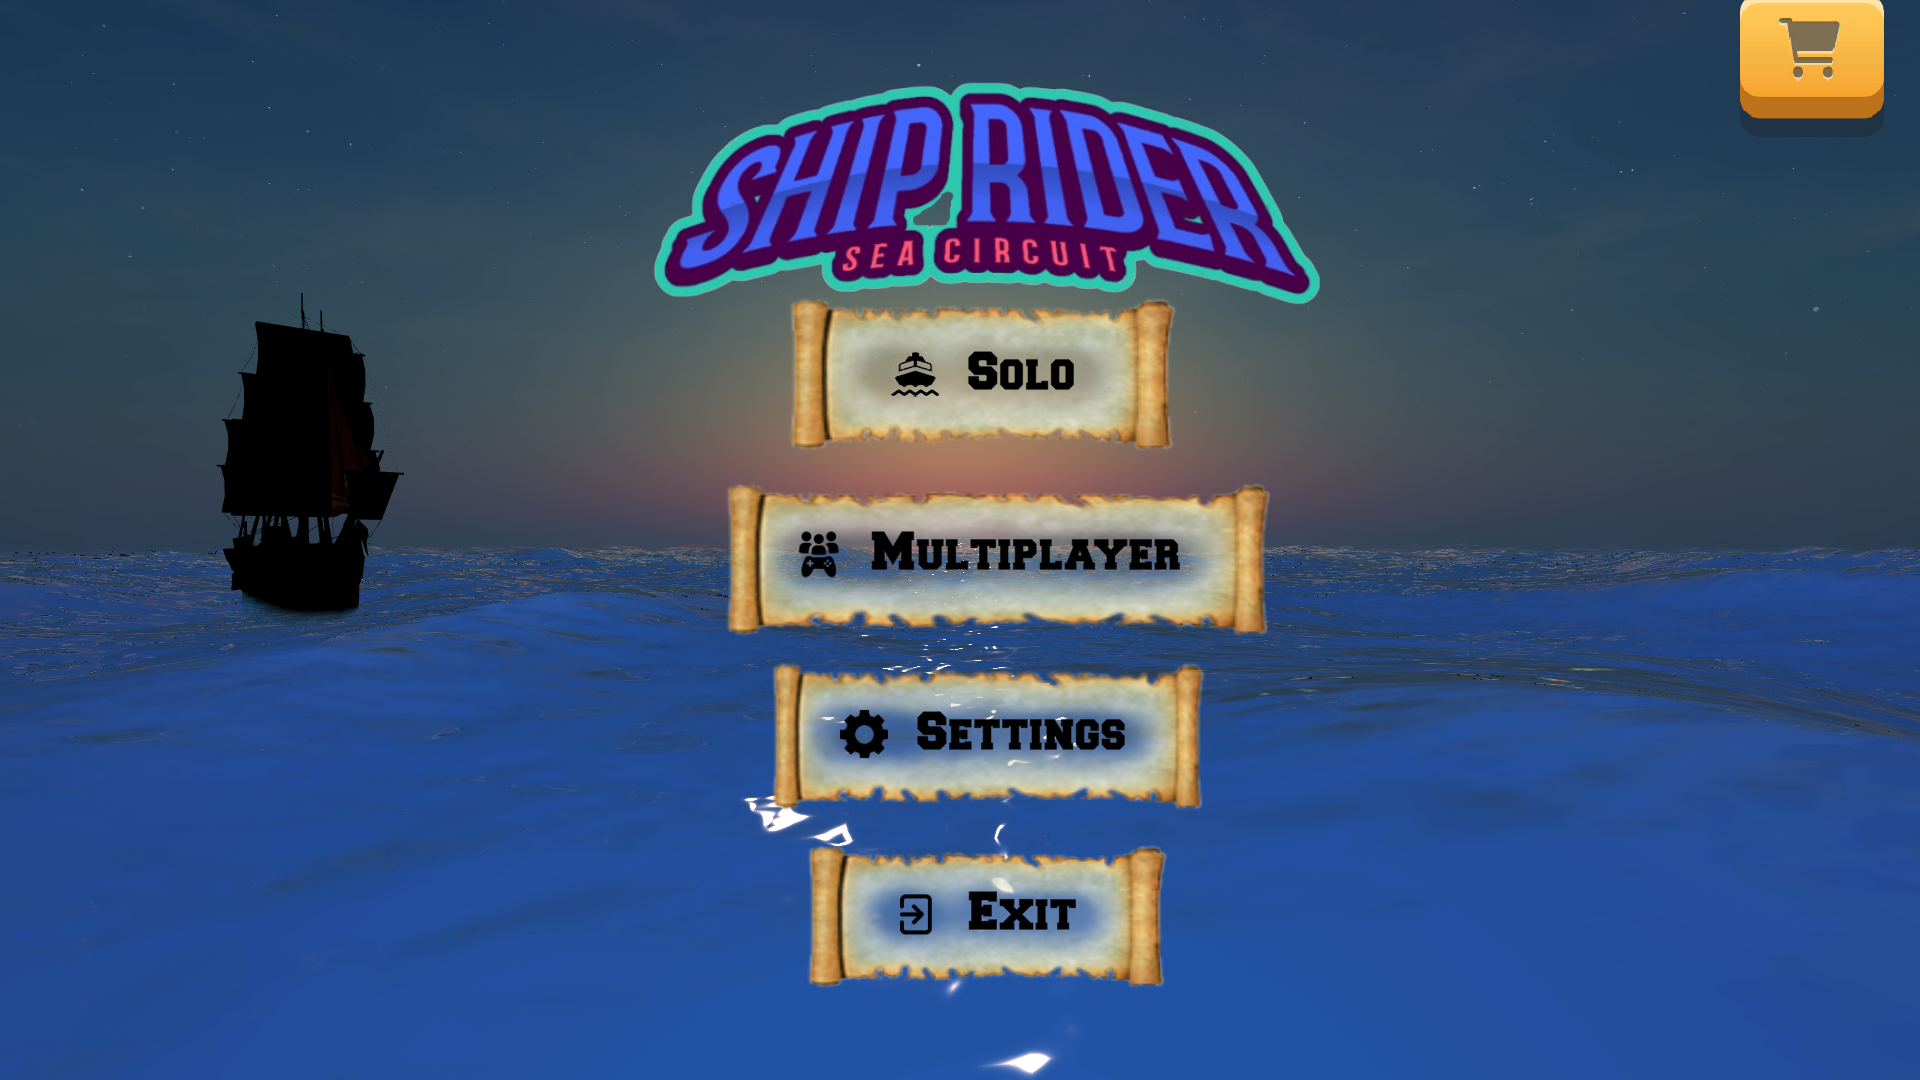 SHIP RIDER
SEA CIRCUIT
SOLO
MULTIPLAYER
SETTINGS
EXIT